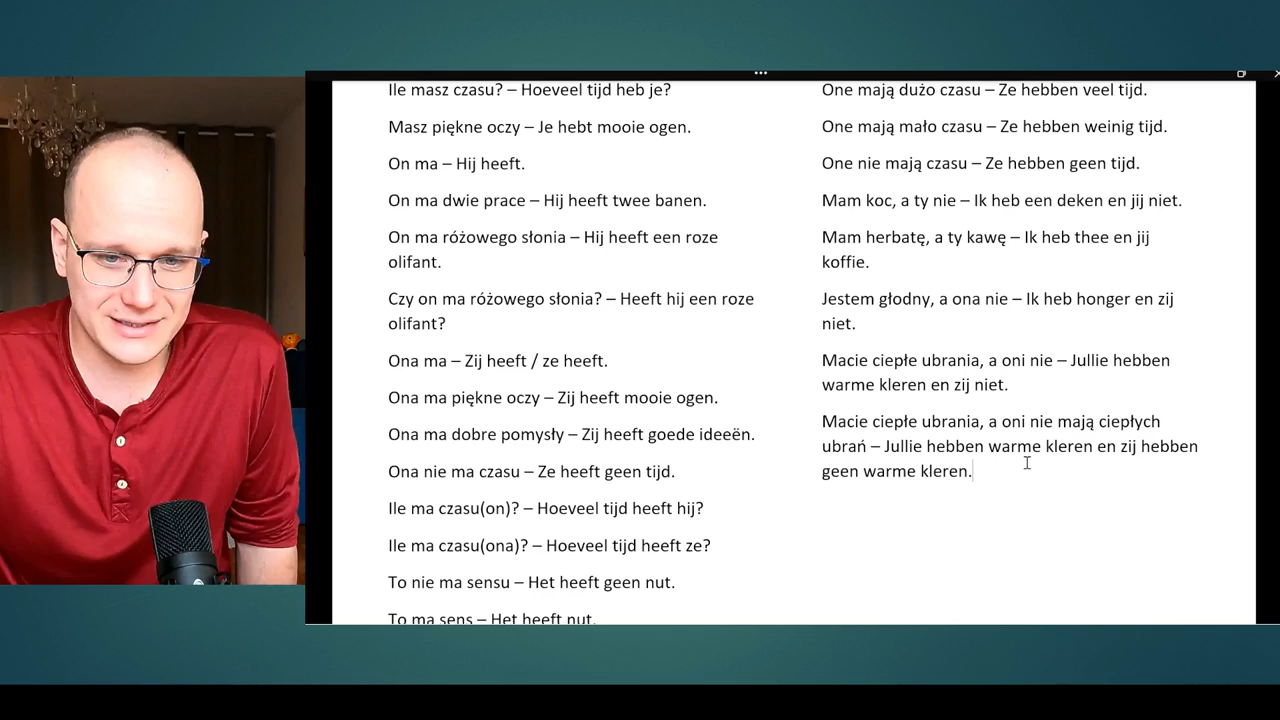 Ile masz czasu? – Hoeveel tijd heb je?
Masz piękne oczy – Je hebt mooie ogen.
On ma – Hij heeft.
On ma dwie prace – Hij heeft twee banen.
On ma różowego słonia – Hij heeft een roze
olifant.
Czy on ma różowego słonia? – Heeft hij een roze
olifant?
Ona ma – Zij heeft / ze heeft.
Ona ma piękne oczy – Zij heeft mooie ogen.
Ona ma dobre pomysły – Zij heeft goede ideeën.
Ona nie ma czasu – Ze heeft geen tijd.
Ile ma czasu(on)? – Hoeveel tijd heeft hij?
Ile ma czasu(ona)? – Hoeveel tijd heeft ze?
To nie ma sensu – Het heeft geen nut.
To ma sens – Het heeft nut.
One mają dużo czasu – Ze hebben veel tijd.
One mają mało czasu – Ze hebben weinig tijd.
One nie mają czasu – Ze hebben geen tijd.
Mam koc, a ty nie – Ik heb een deken en jij niet.
Mam herbatę, a ty kawę – Ik heb thee en jij
koffie.
Jestem głodny, a ona nie – Ik heb honger en zij
niet.
Macie ciepłe ubrania, a oni nie – Jullie hebben
warme kleren en zij niet.
Macie ciepłe ubrania, a oni nie mają ciepłych
ubrań – Jullie hebben warme kleren en zij hebben
geen warme kleren.